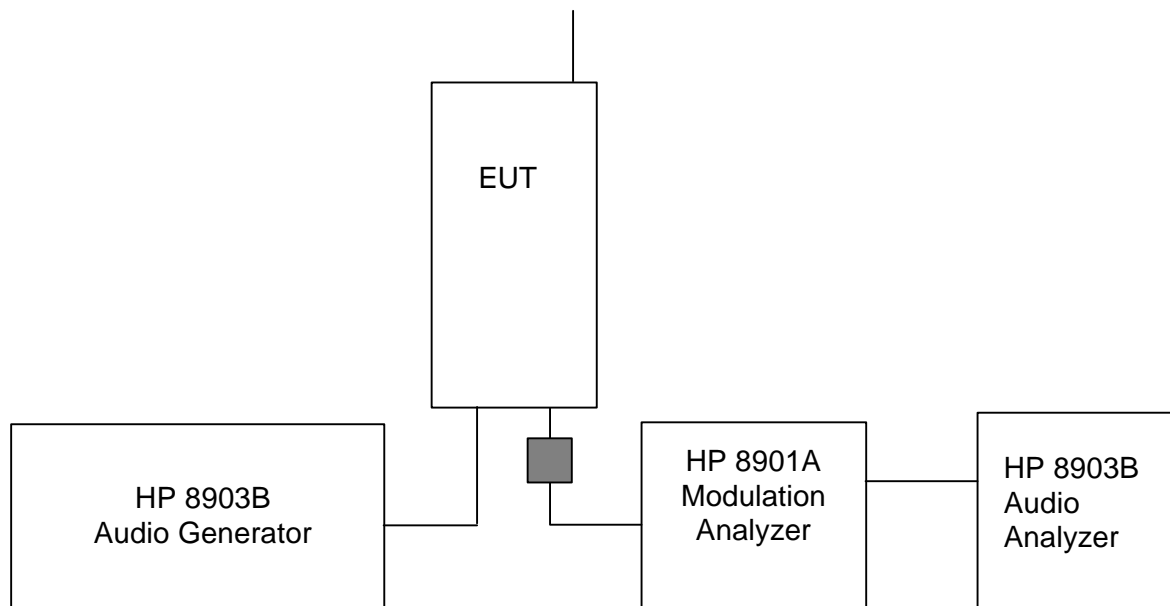 EUT
HP 8903B
Audio Generator
HP 8901A
Modulation
Analyzer
HP 8903B
Audio
Analyzer